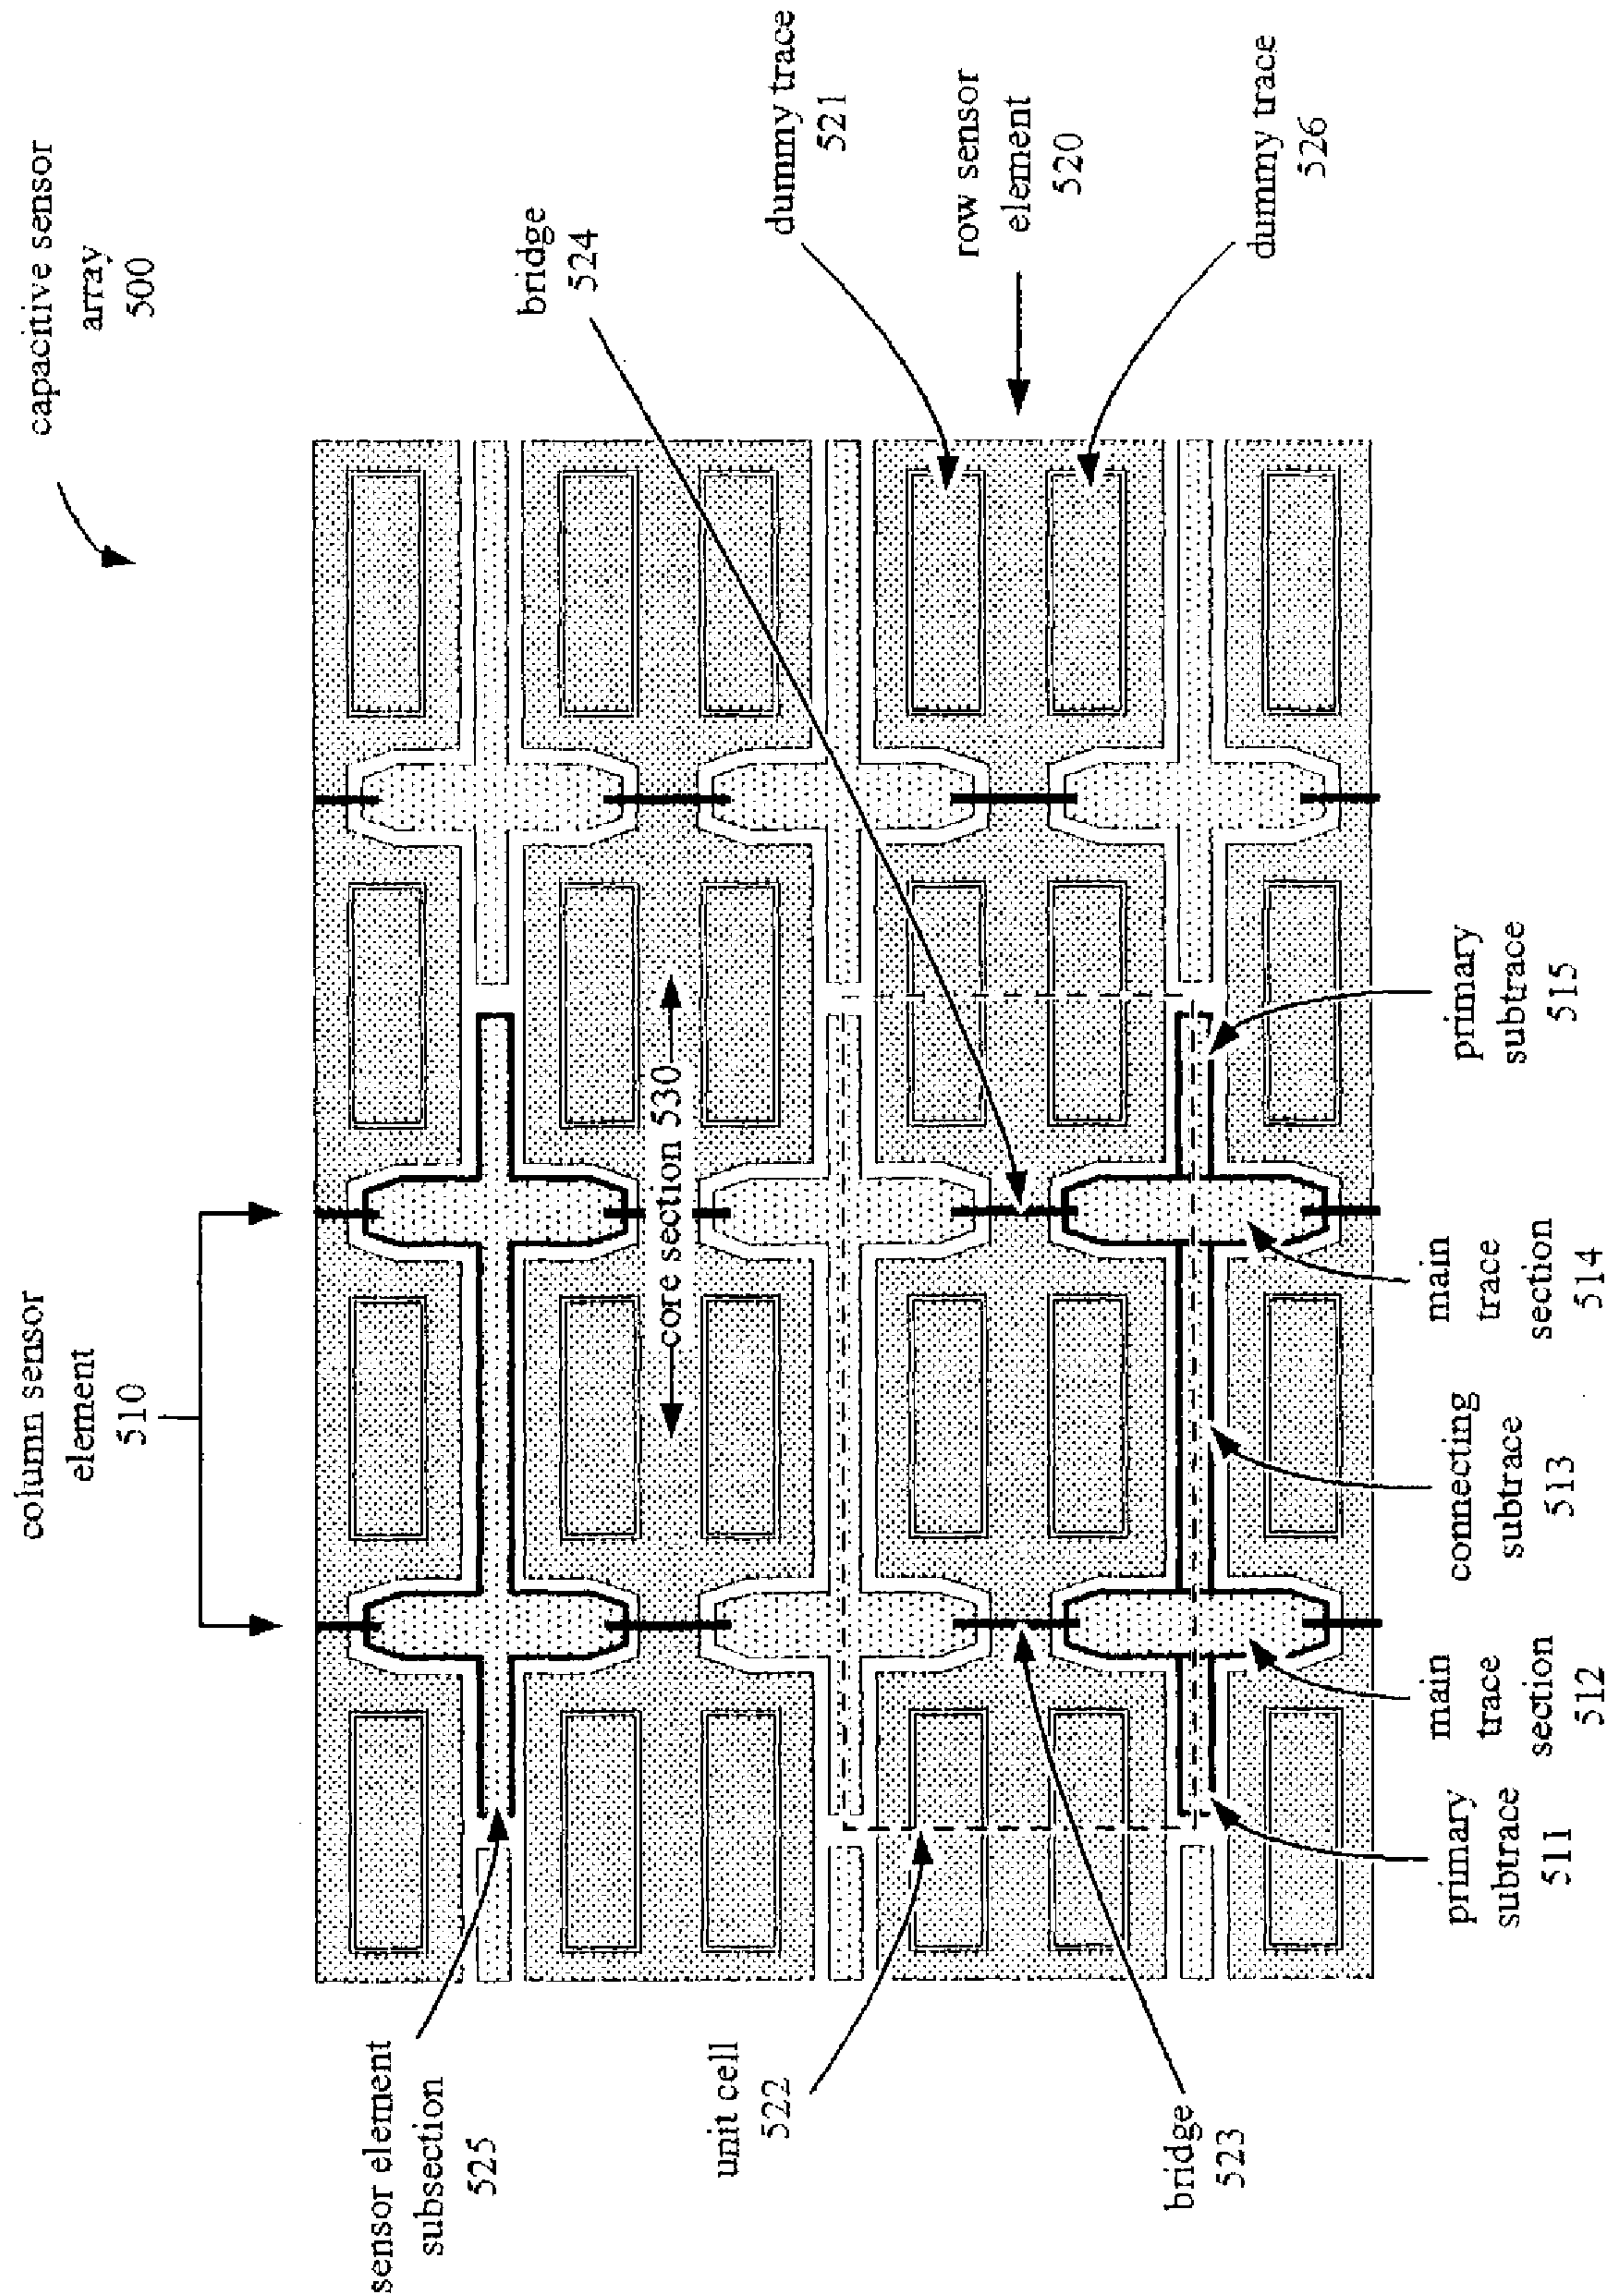 capacitive sensor
array
500
column sensor
element
510
bridge
524
dummy trace
521
row sensor
element
520
dummy trace
526
core section 530
sensor element
subsection
525
unit cell
522
bridge
523
primary
subtrace
511
main
trace
section
512
connecting
subtrace
513
main
trace
section
514
primary
subtrace
515